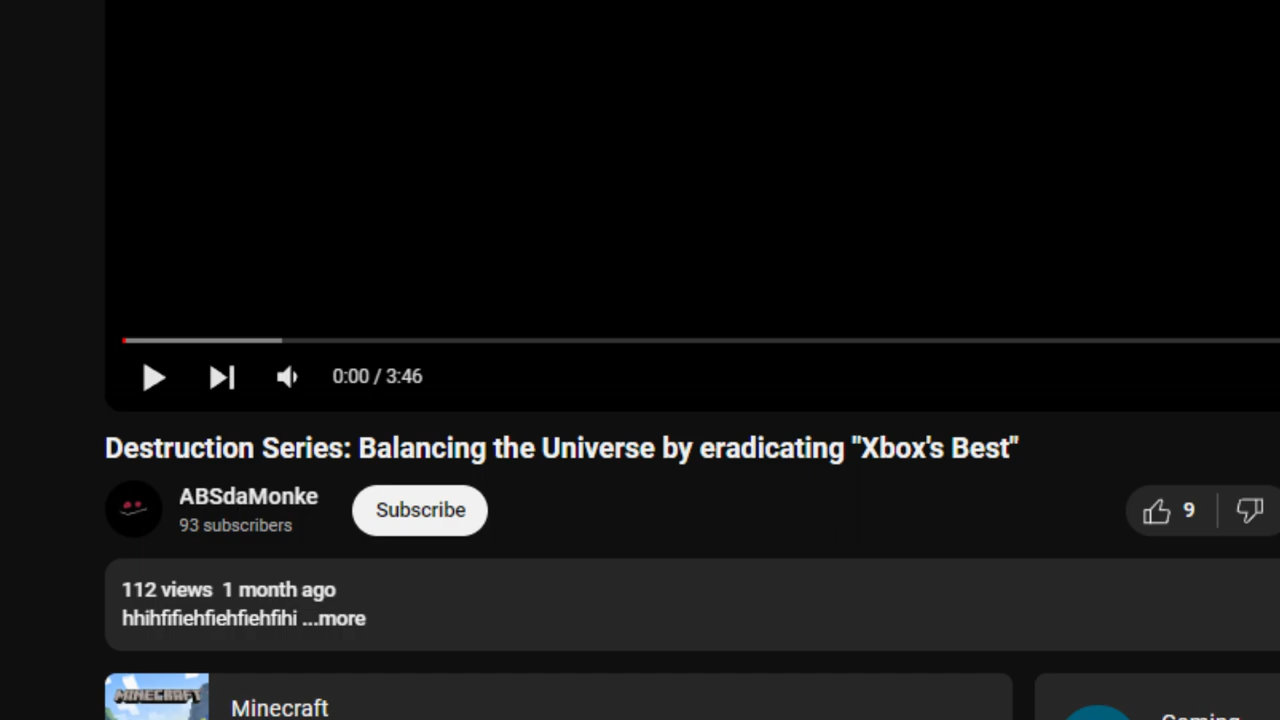 0:00 / 3:46
Destruction Series: Balancing the Universe by eradicating "Xbox's Best"
ABSdaMonke
93 subscribers
Subscribe
9
112 views 1 month ago
hhihfifiehfiehfiehfihi ...more
MINECRAFT
Minecraft
Gaming